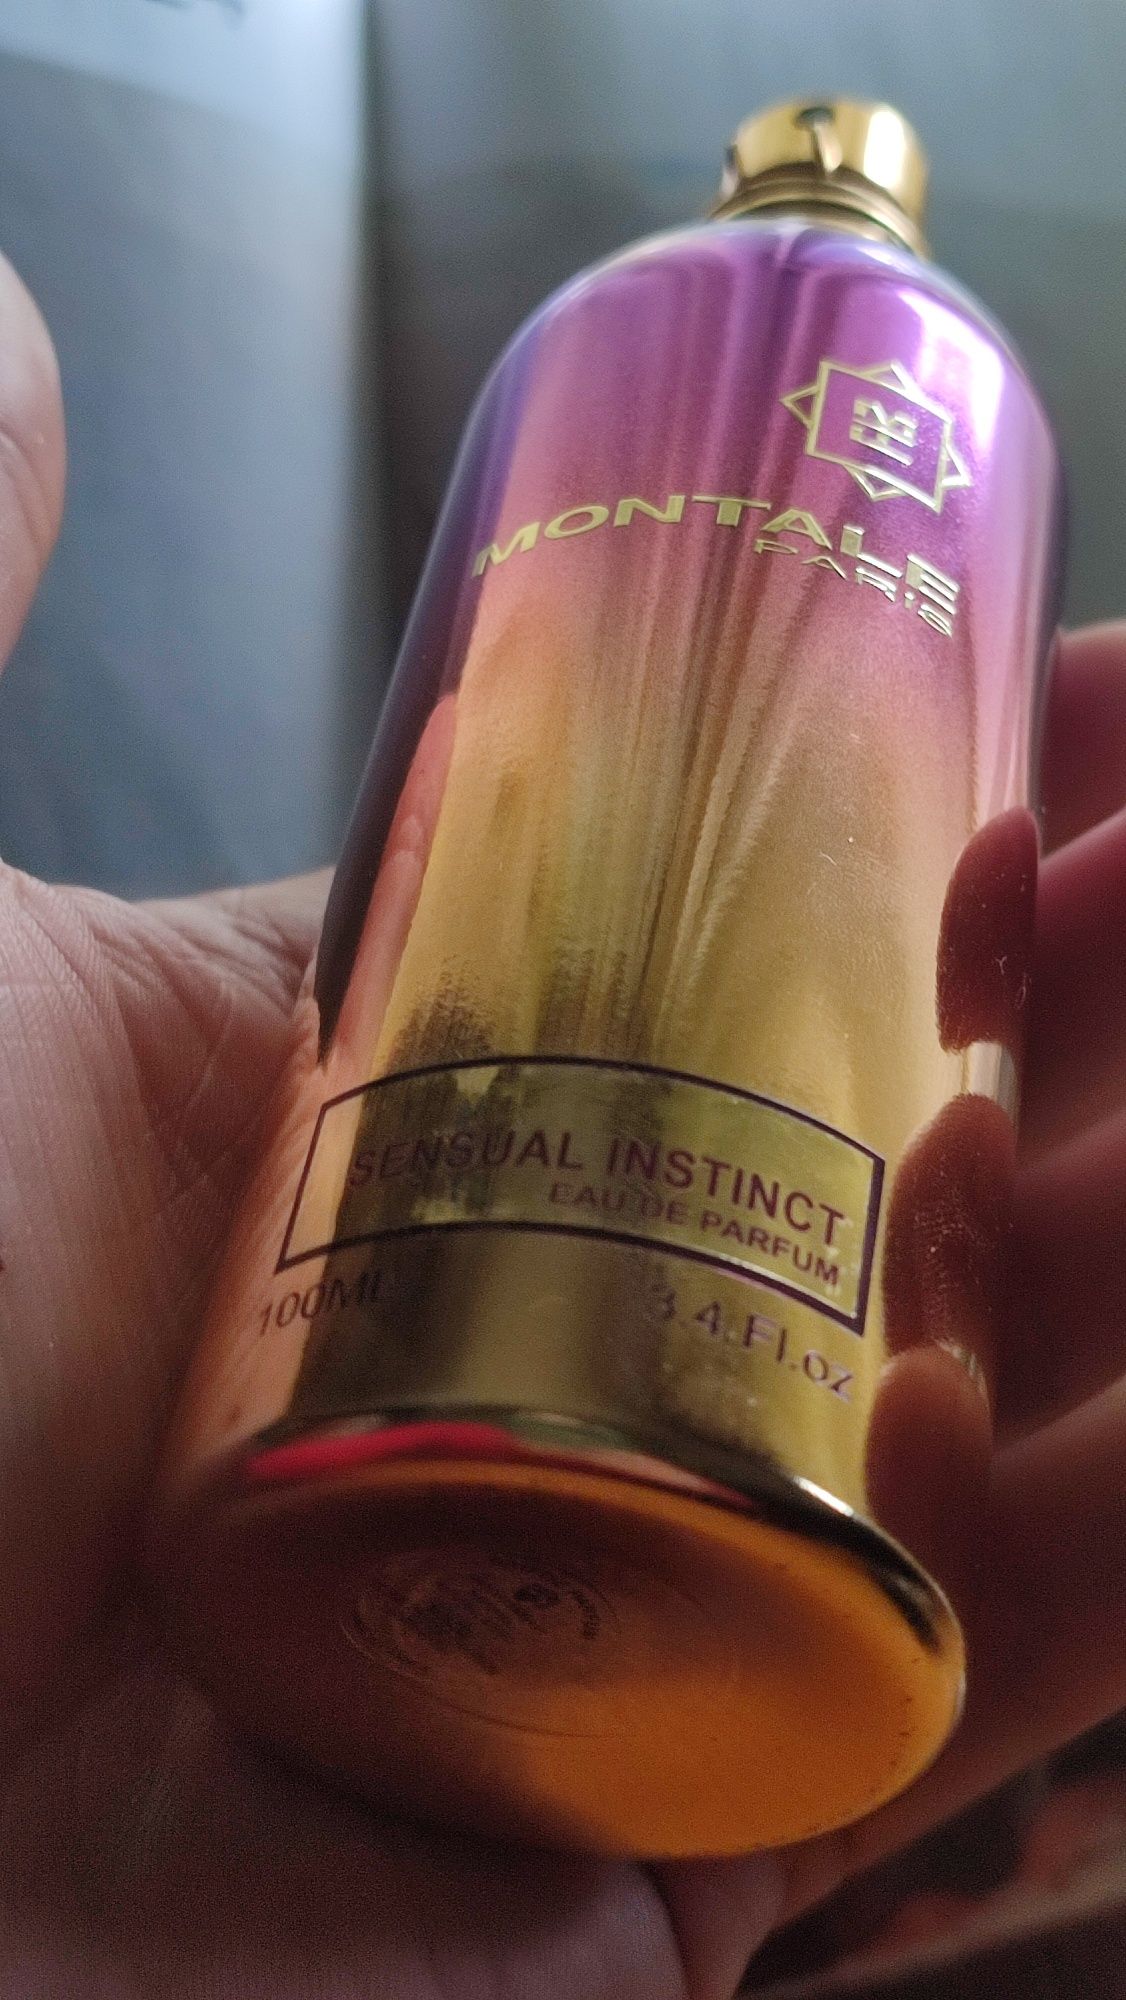 MONTALE
PARIS
SENSUAL INSTINCT
EAU DE PARFUM
100ML 3.4.Fl.oz